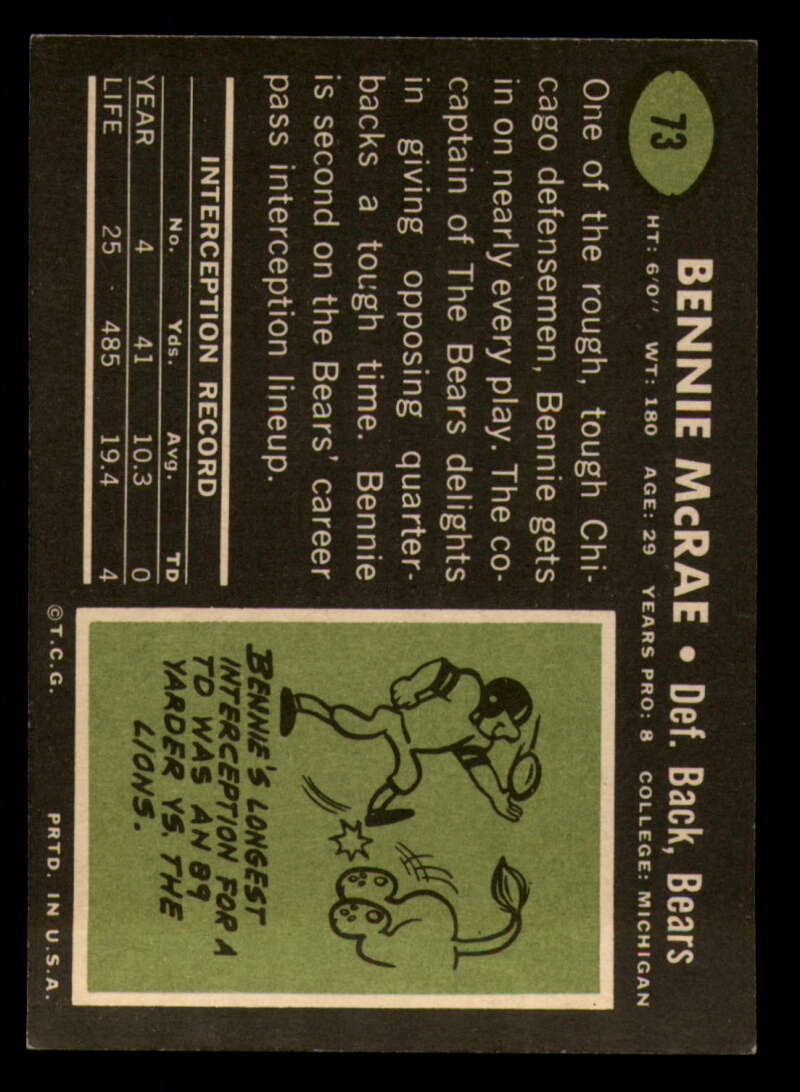 73
BENNIE McRAE • Def. Back, Bears
HT: 6'0" WT: 180 AGE: 29 YEARS PRO: 8 COLLEGE: MICHIGAN
One of the rough, tough Chi-
cago defensemen, Bennie gets
in on nearly every play. The co-
captain of The Bears delights
in giving opposing quarter-
backs a tough time. Bennie
is second on the Bears' career
pass interception lineup.
INTERCEPTION RECORD
No. Yds. Avg. TD
YEAR 4 41 10.3 0
LIFE 25 485 19.4 4
BENNIE'S LONGEST
INTERCEPTION FOR A
TD WAS AN 89
YARDER VS. THE
LIONS.
©T.C.G. PRTD. IN U.S.A.